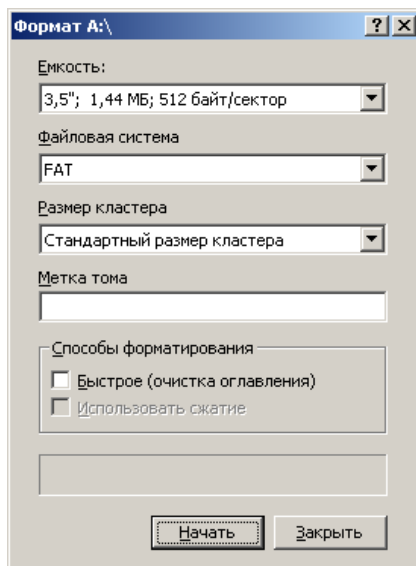 Формат A:\
Емкость:
3,5"; 1,44 МБ; 512 байт/сектор
Файловая система
FAT
Размер кластера
Стандартный размер кластера
Метка тома
Способы форматирования
Быстрое (очистка оглавления)
Использовать сжатие
Начать Закрыть